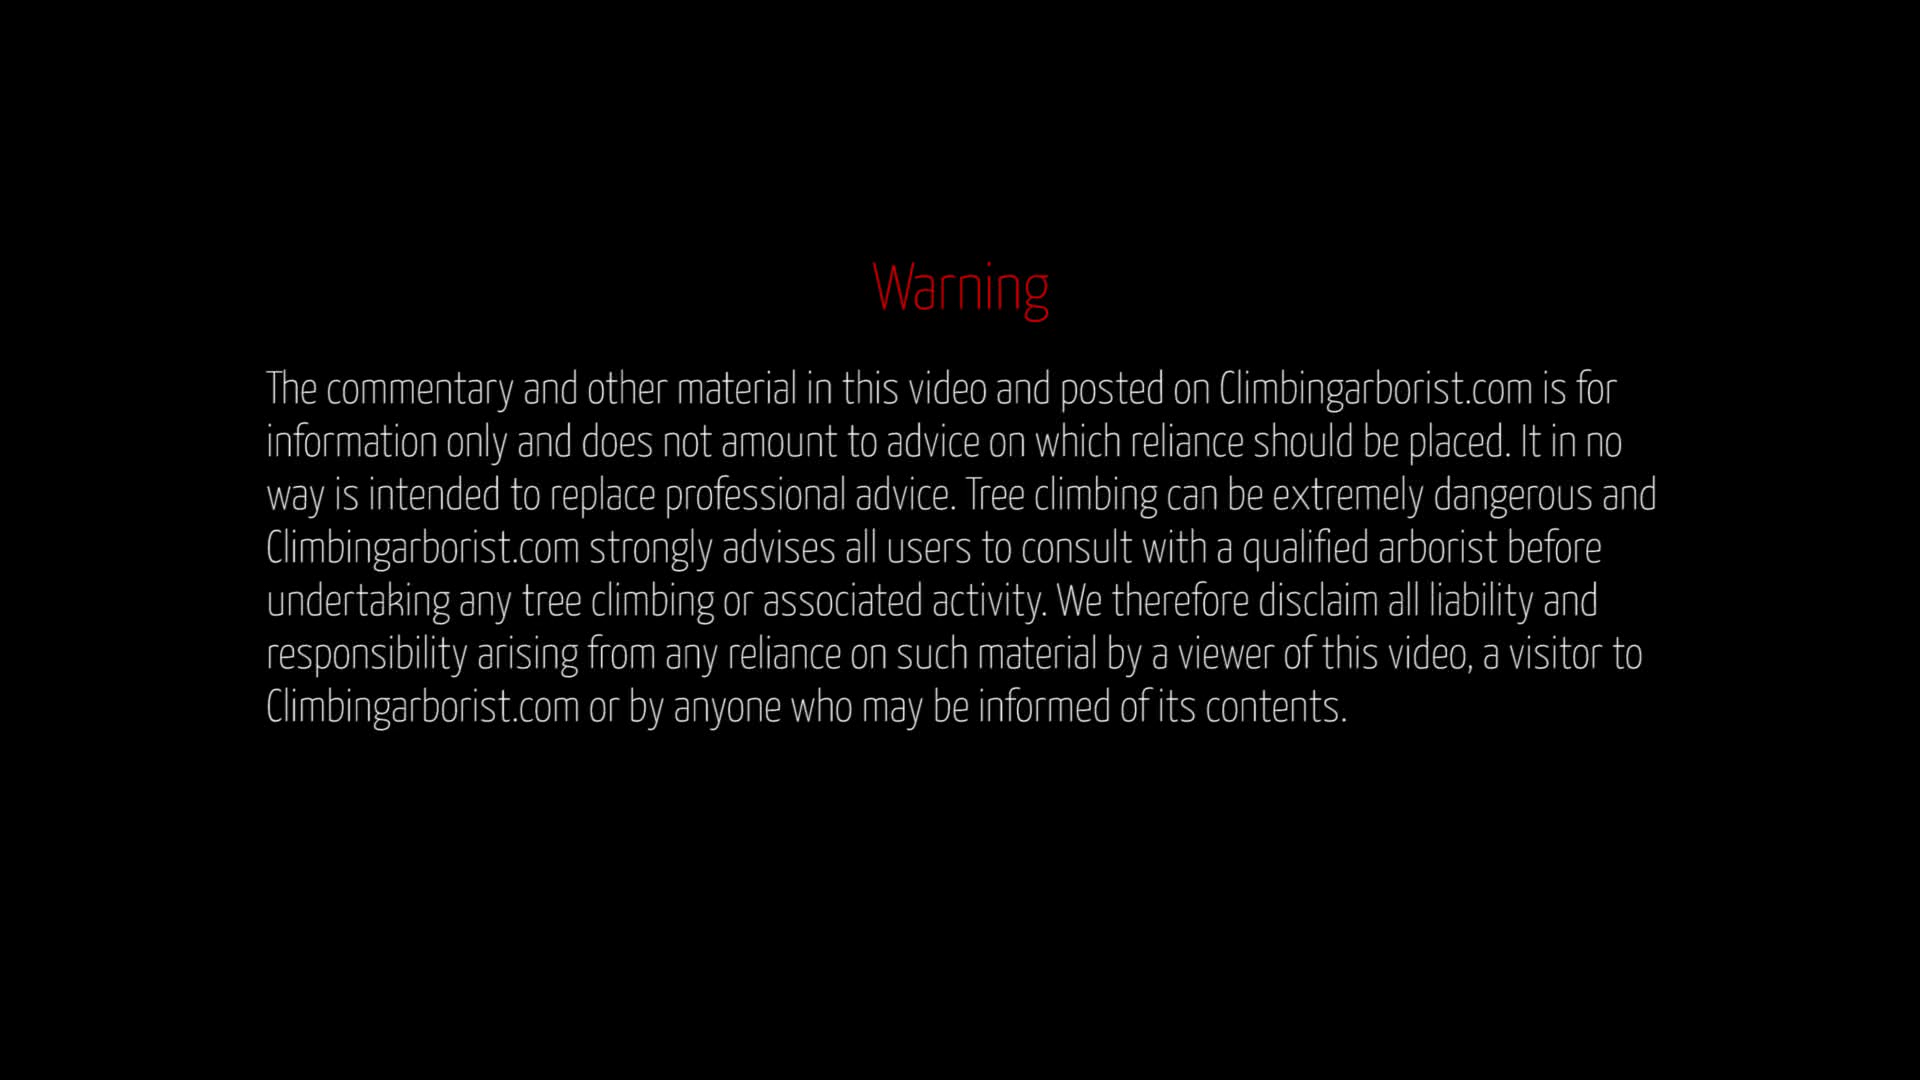 Warning
The commentary and other material in this video and posted on Climbingarborist.com is for
information only and does not amount to advice on which reliance should be placed. It in no
way is intended to replace professional advice. Tree climbing can be extremely dangerous and
Climbingarborist.com strongly advises all users to consult with a qualified arborist before
undertaking any tree climbing or associated activity. We therefore disclaim all liability and
responsibility arising from any reliance on such material by a viewer of this video, a visitor to
Climbingarborist.com or by anyone who may be informed of its contents.